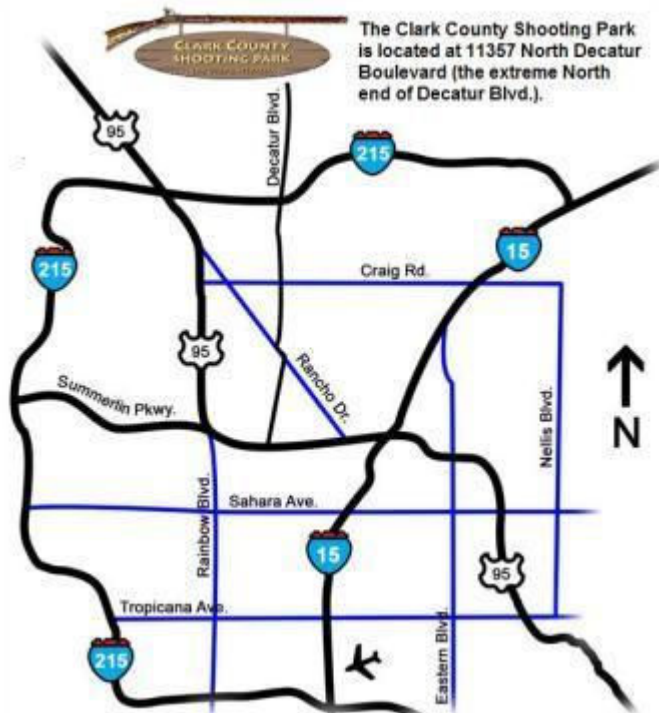 CLARK COUNTY
SHOOTING PARK
The Clark County Shooting Park
is located at 11357 North Decatur
Boulevard (the extreme North
end of Decatur Blvd.).
95
Decatur Blvd.
215
15
215
Craig Rd.
95
Rancho Dr.
Summerlin Pkwy.
N
Nellis Blvd.
Rainbow Blvd.
Sahara Ave.
15
95
Tropicana Ave.
Eastern Blvd.
215